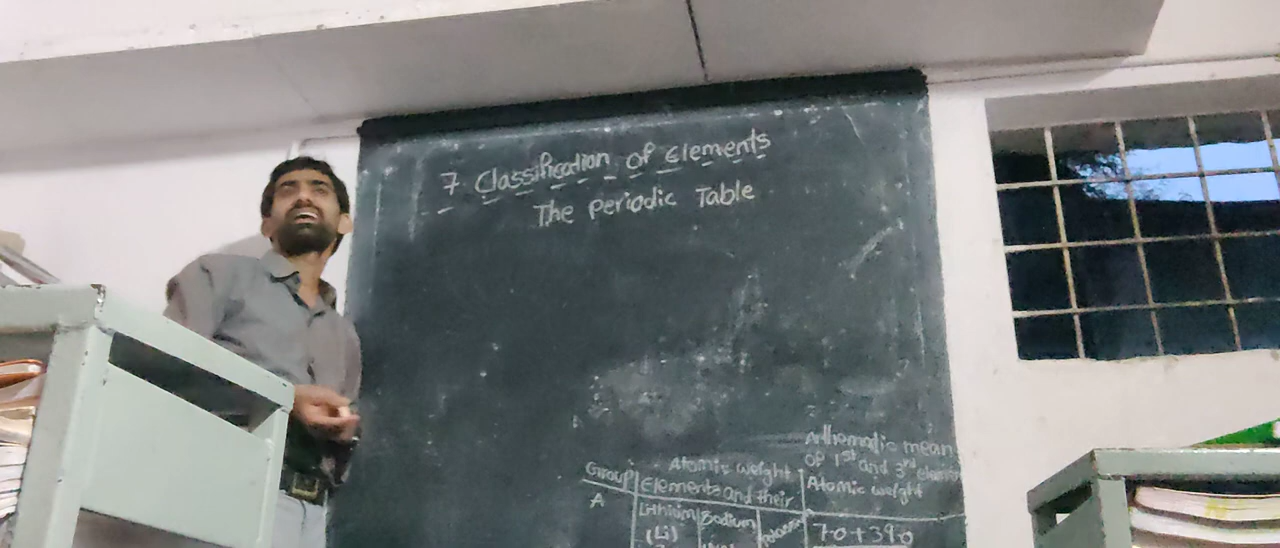 7 Classification of Elements
The Periodic Table
Arithematic mean
of 1st and 3rd element
Group
Atomic weight
Elements and their
Atomic weight
A
Lithium
Sodium
(Li)
7.0+39.0